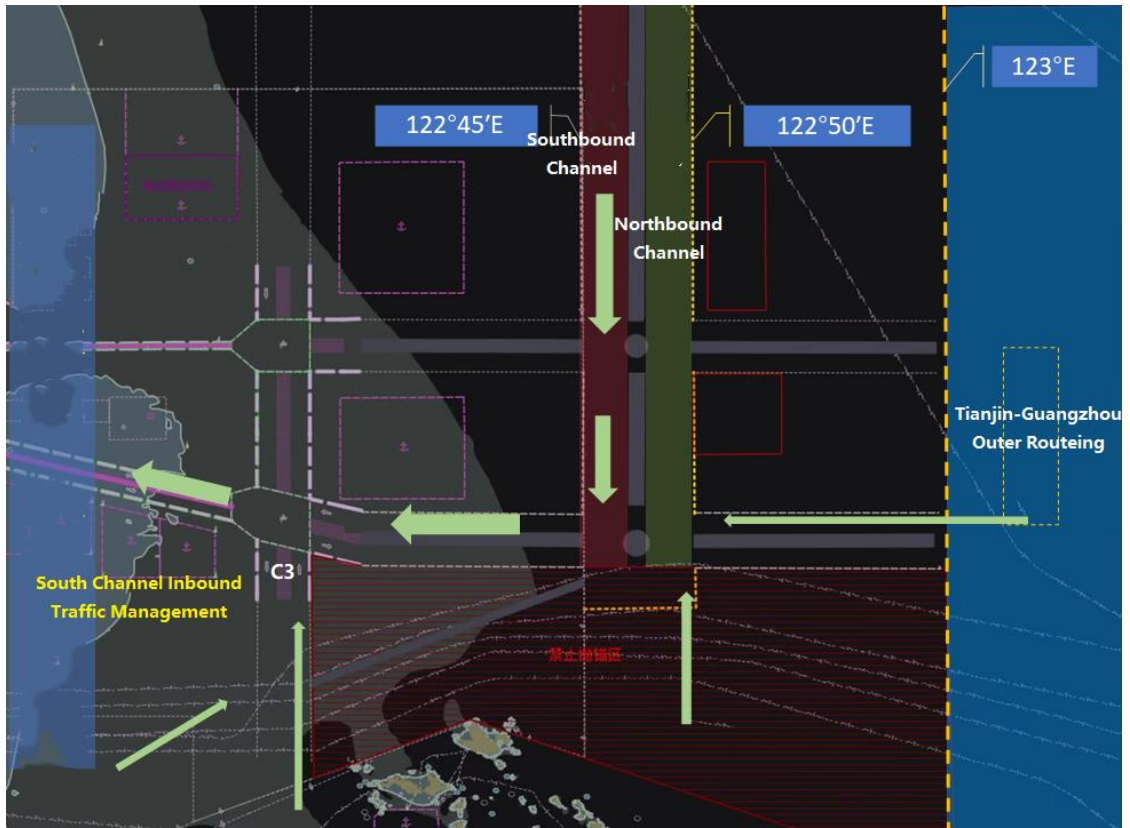 123°E
122°45′E
122°50′E
Southbound
Channel
Northbound
Channel
Tianjin-Guangzhou
Outer Routeing
C3
South Channel Inbound
Traffic Management
禁止抛锚区